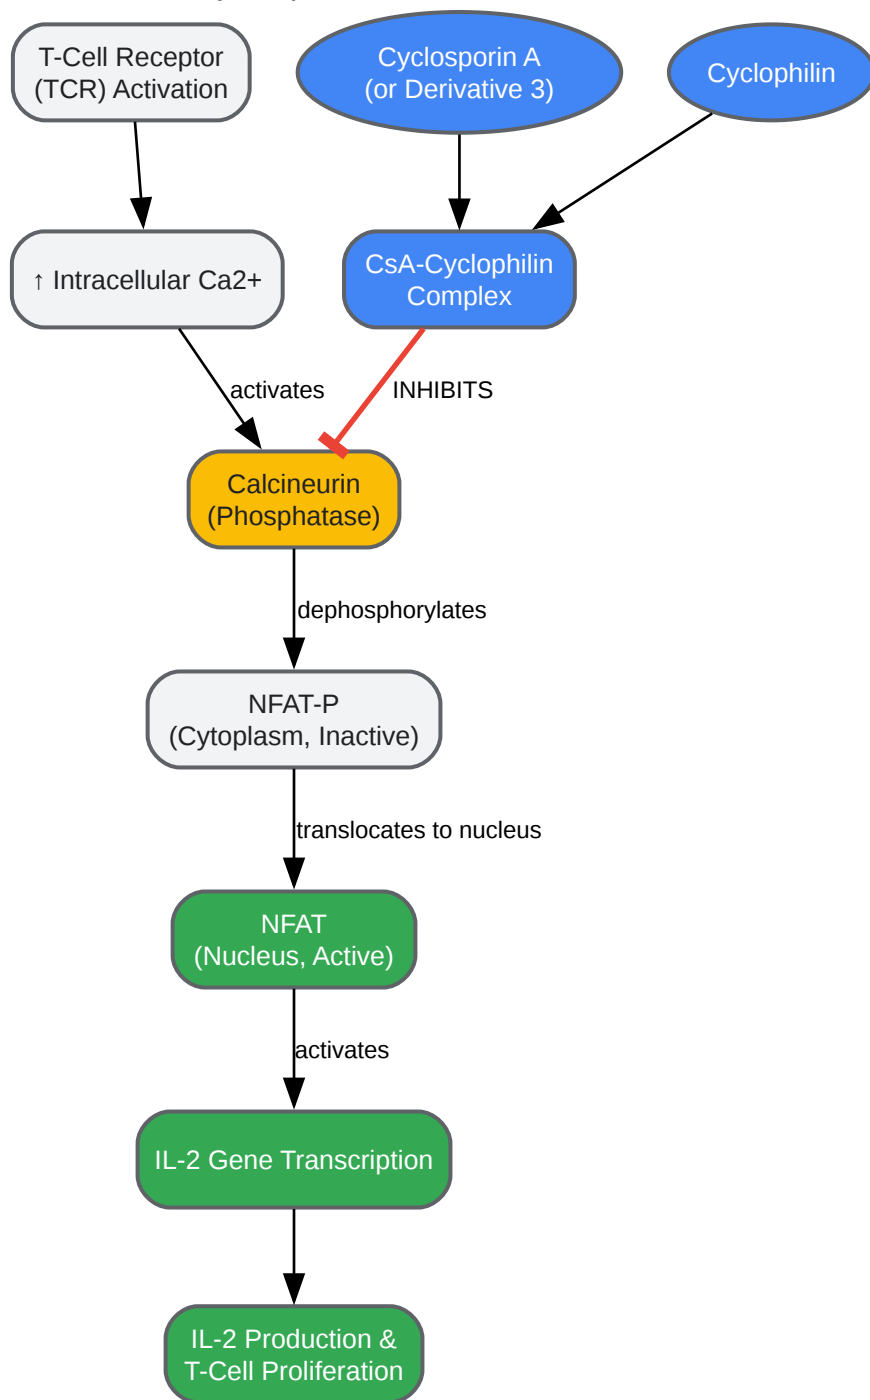 T-Cell Receptor
(TCR) Activation
Cyclosporin A
(or Derivative 3)
Cyclophilin
↑ Intracellular Ca2+
CsA-Cyclophilin
Complex
activates
INHIBITS
Calcineurin
(Phosphatase)
dephosphorylates
NFAT-P
(Cytoplasm, Inactive)
translocates to nucleus
NFAT
(Nucleus, Active)
activates
IL-2 Gene Transcription
IL-2 Production &
T-Cell Proliferation